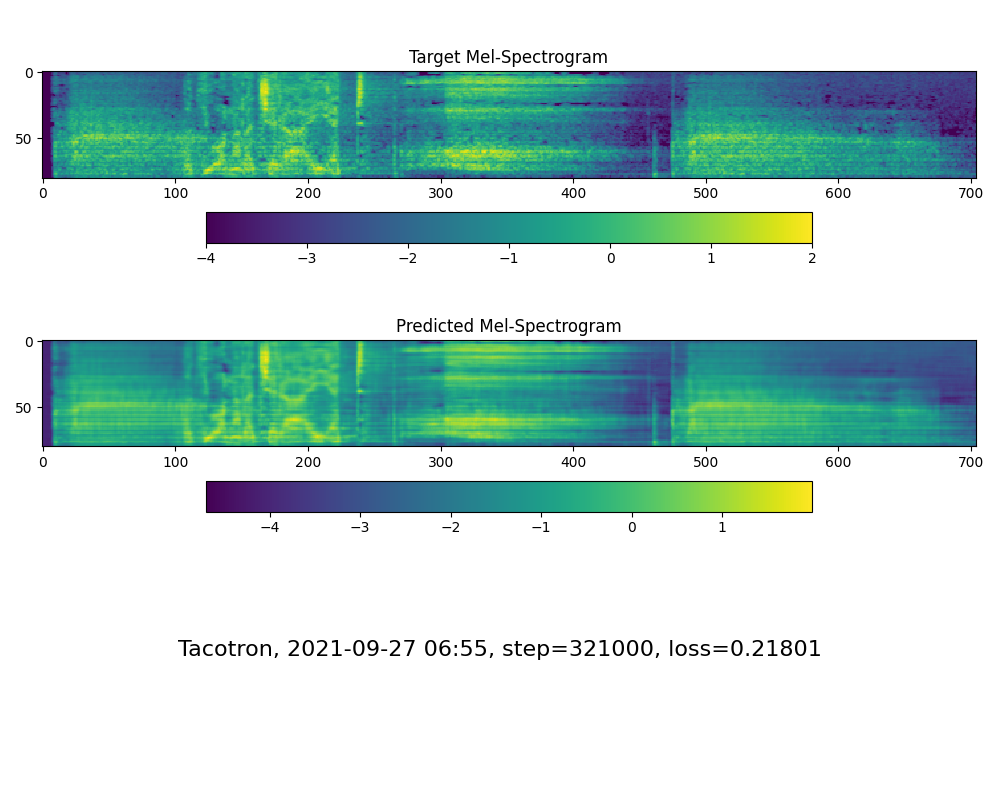 Target Mel-Spectrogram
0
50
0 100 200 300 400 500 600 700
−4 −3 −2 −1 0 1 2
Predicted Mel-Spectrogram
0
50
0 100 200 300 400 500 600 700
−4 −3 −2 −1 0 1
Tacotron, 2021-09-27 06:55, step=321000, loss=0.21801